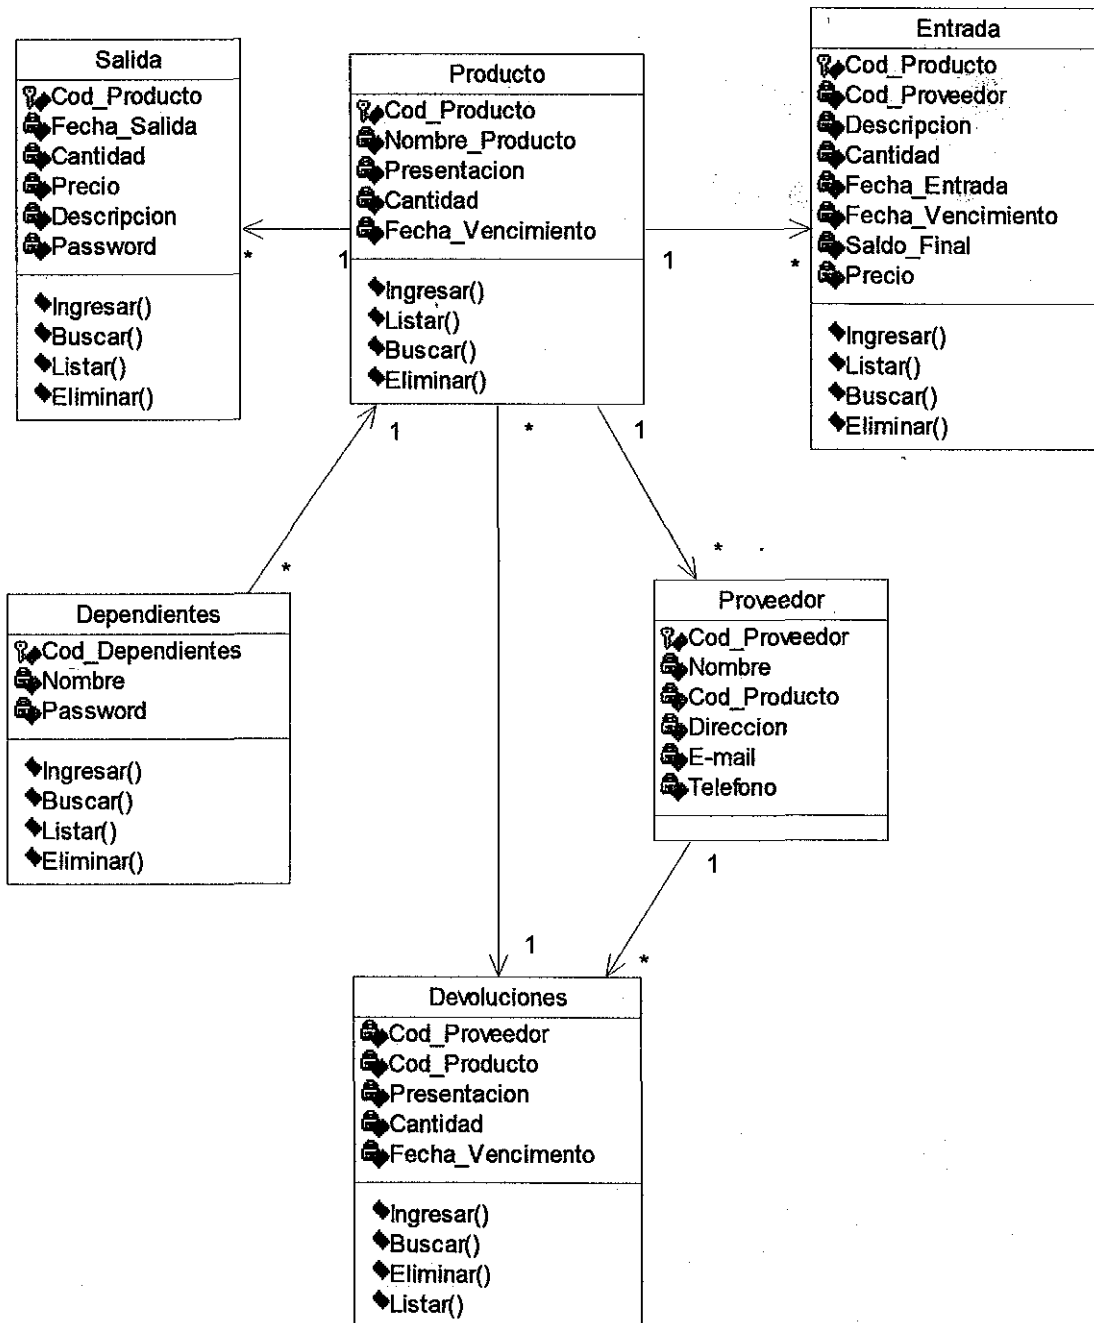 Salida
Cod_Producto
Fecha_Salida
Cantidad
Precio
Descripcion
Password
Ingresar()
Buscar()
Listar()
Eliminar()
Producto
Cod_Producto
Nombre_Producto
Presentacion
Cantidad
Fecha_Vencimiento
Ingresar()
Listar()
Buscar()
Eliminar()
Entrada
Cod_Producto
Cod_Proveedor
Descripcion
Cantidad
Fecha_Entrada
Fecha_Vencimiento
Saldo_Final
Precio
Ingresar()
Listar()
Buscar()
Eliminar()
* 1
1 *
1 * 1
* *
Dependientes
Cod_Dependientes
Nombre
Password
Ingresar()
Buscar()
Listar()
Eliminar()
Proveedor
Cod_Proveedor
Nombre
Cod_Producto
Direccion
E-mail
Telefono
1
1 *
Devoluciones
Cod_Proveedor
Cod_Producto
Presentacion
Cantidad
Fecha_Vencimento
Ingresar()
Buscar()
Eliminar()
Listar()